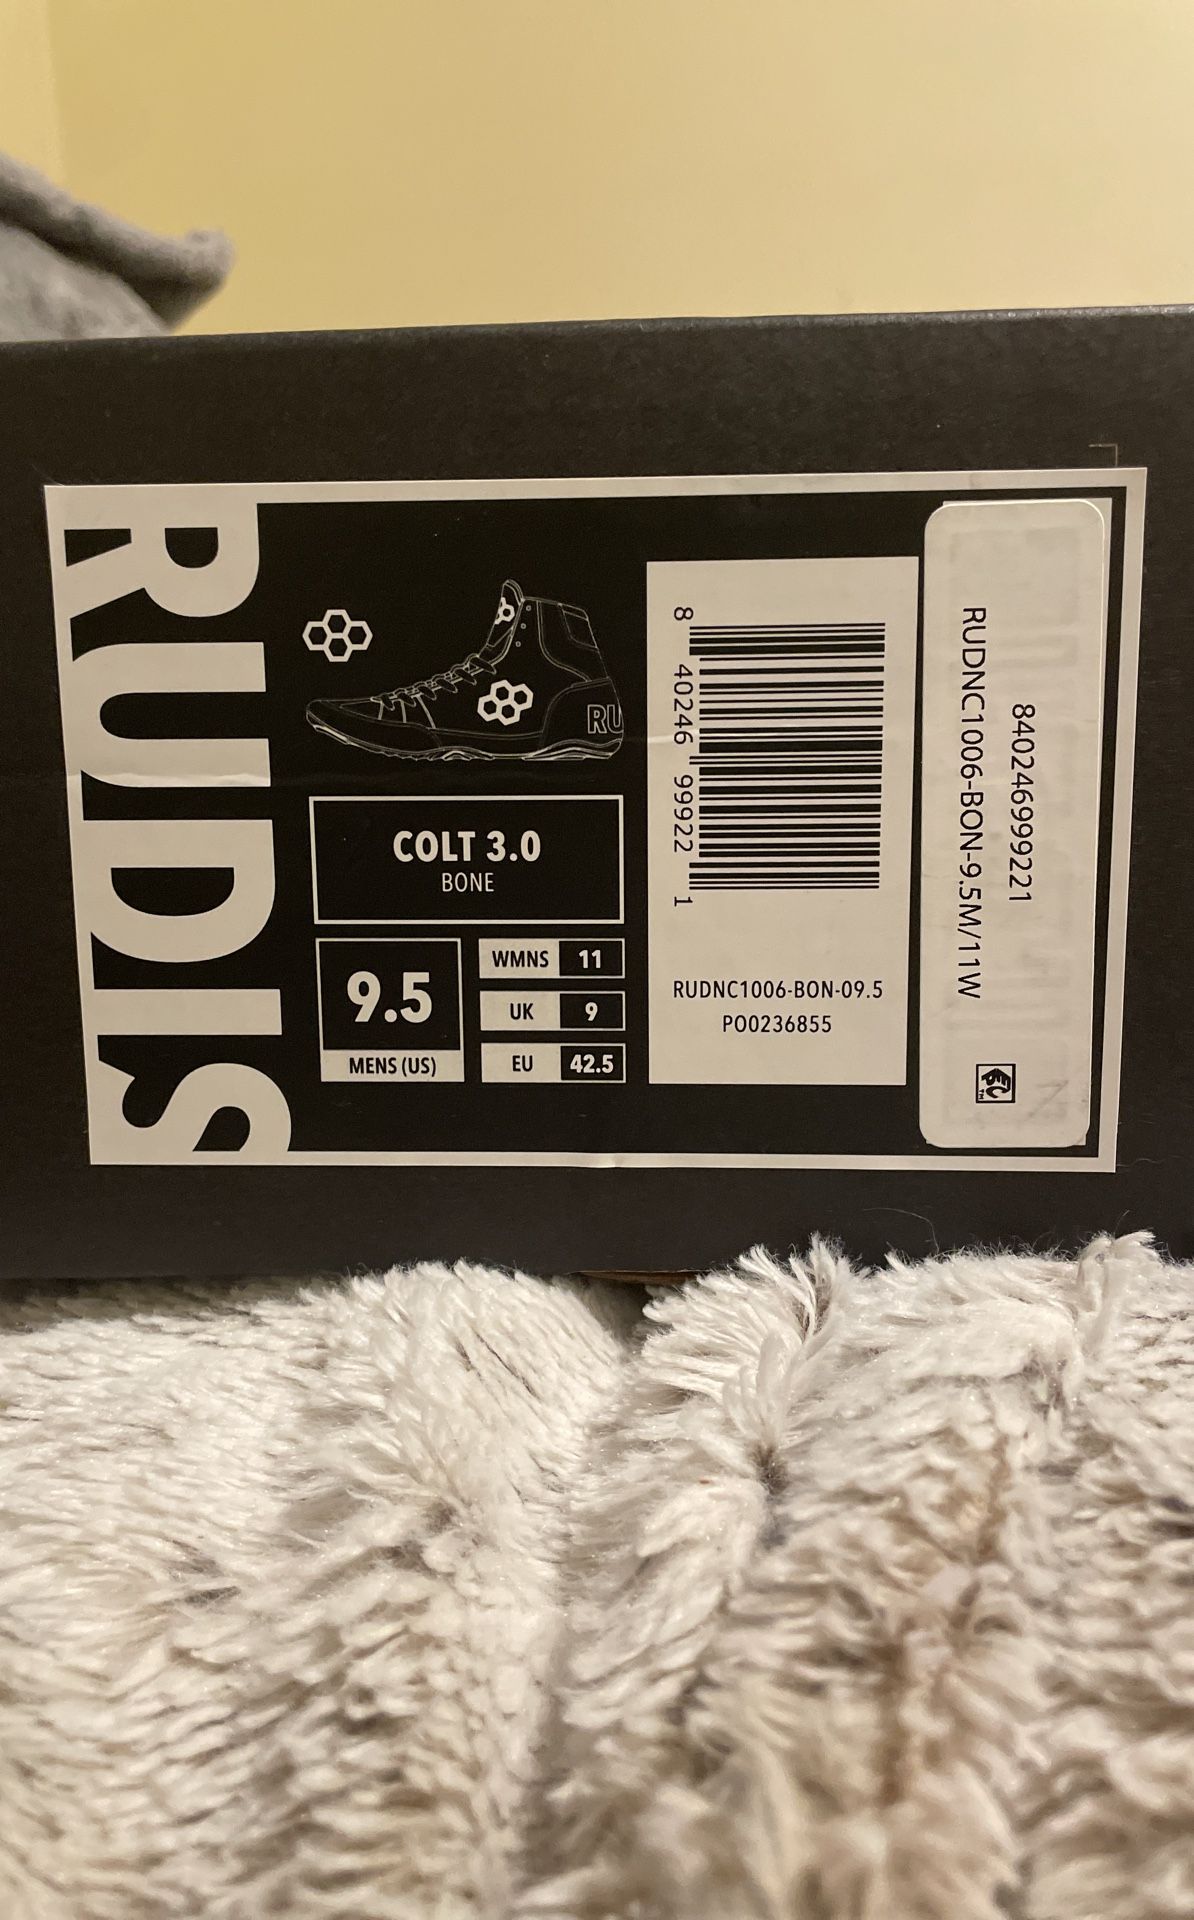 RUDIS
RU
COLT 3.0
BONE
9.5
MENS (US)
WMNS 11
UK 9
EU 42.5
8 40246 99922 1
RUDNC1006-BON-09.5
PO0236855
840246999221
RUDNC1006-BON-9.5M/11W